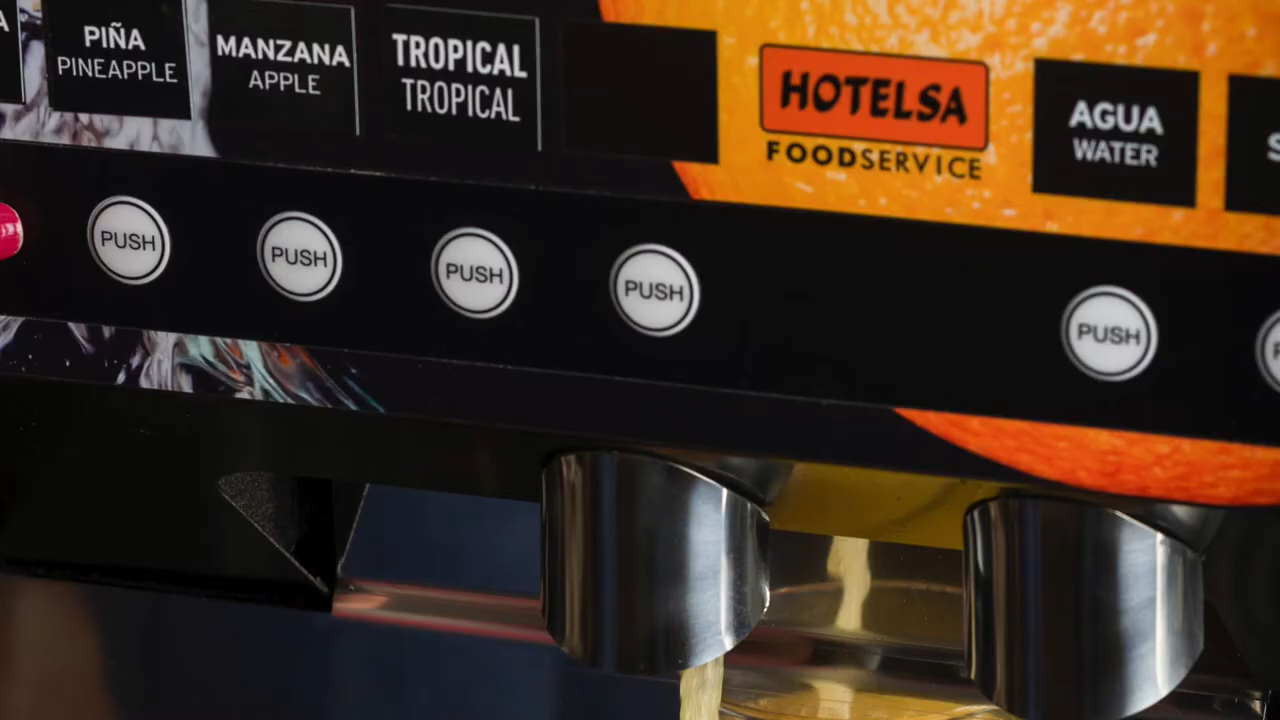 PIÑA
PINEAPPLE
MANZANA
APPLE
TROPICAL
TROPICAL
HOTELSA
FOODSERVICE
AGUA
WATER
PUSH
PUSH
PUSH
PUSH
PUSH